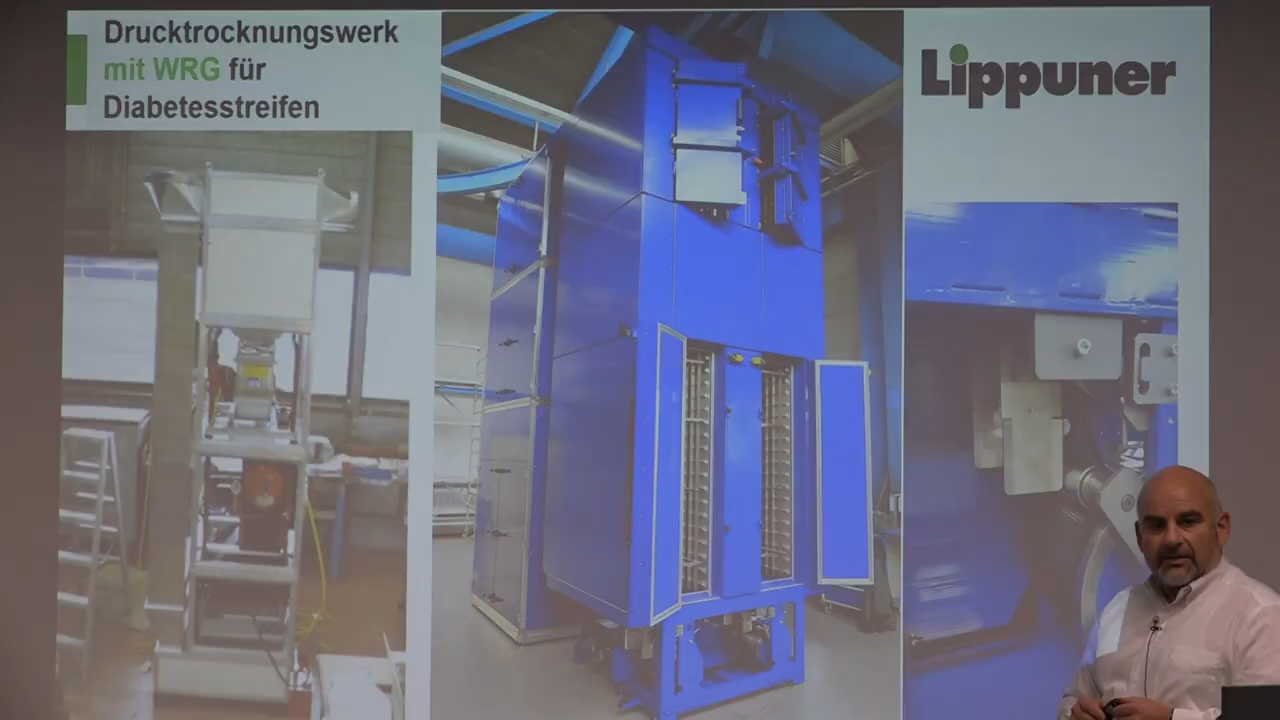 Drucktrocknungswerk
mit WRG für
Diabetesstreifen
Lippuner